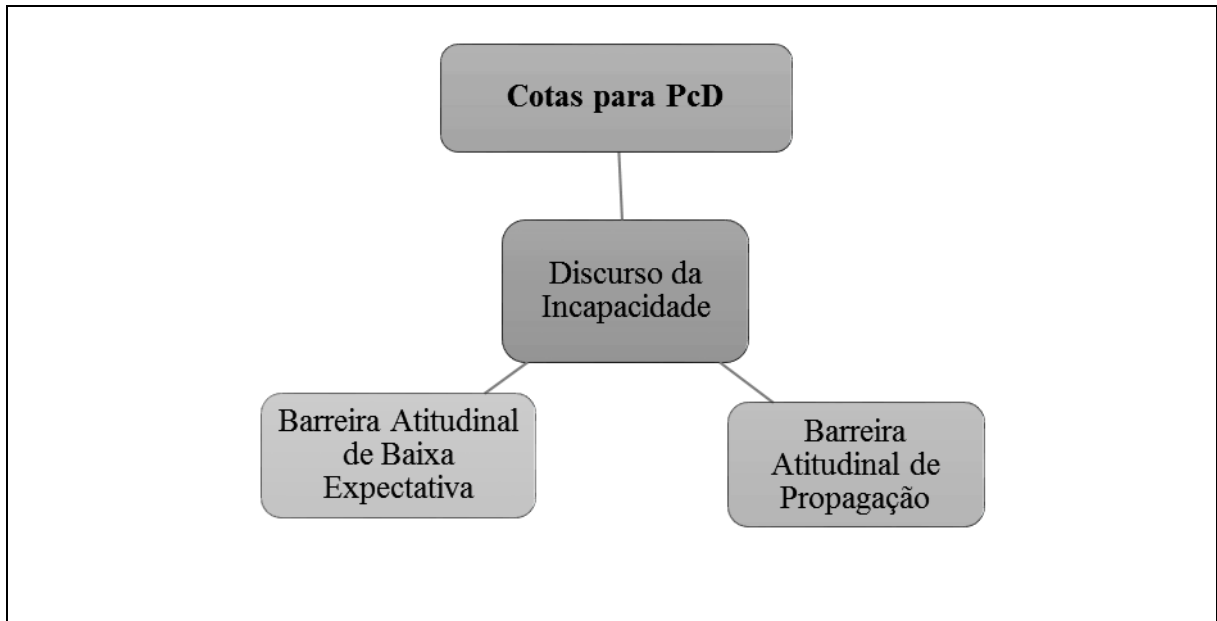 Cotas para PcD
Discurso da
Incapacidade
Barreira Atitudinal
de Baixa
Expectativa
Barreira
Atitudinal de
Propagação